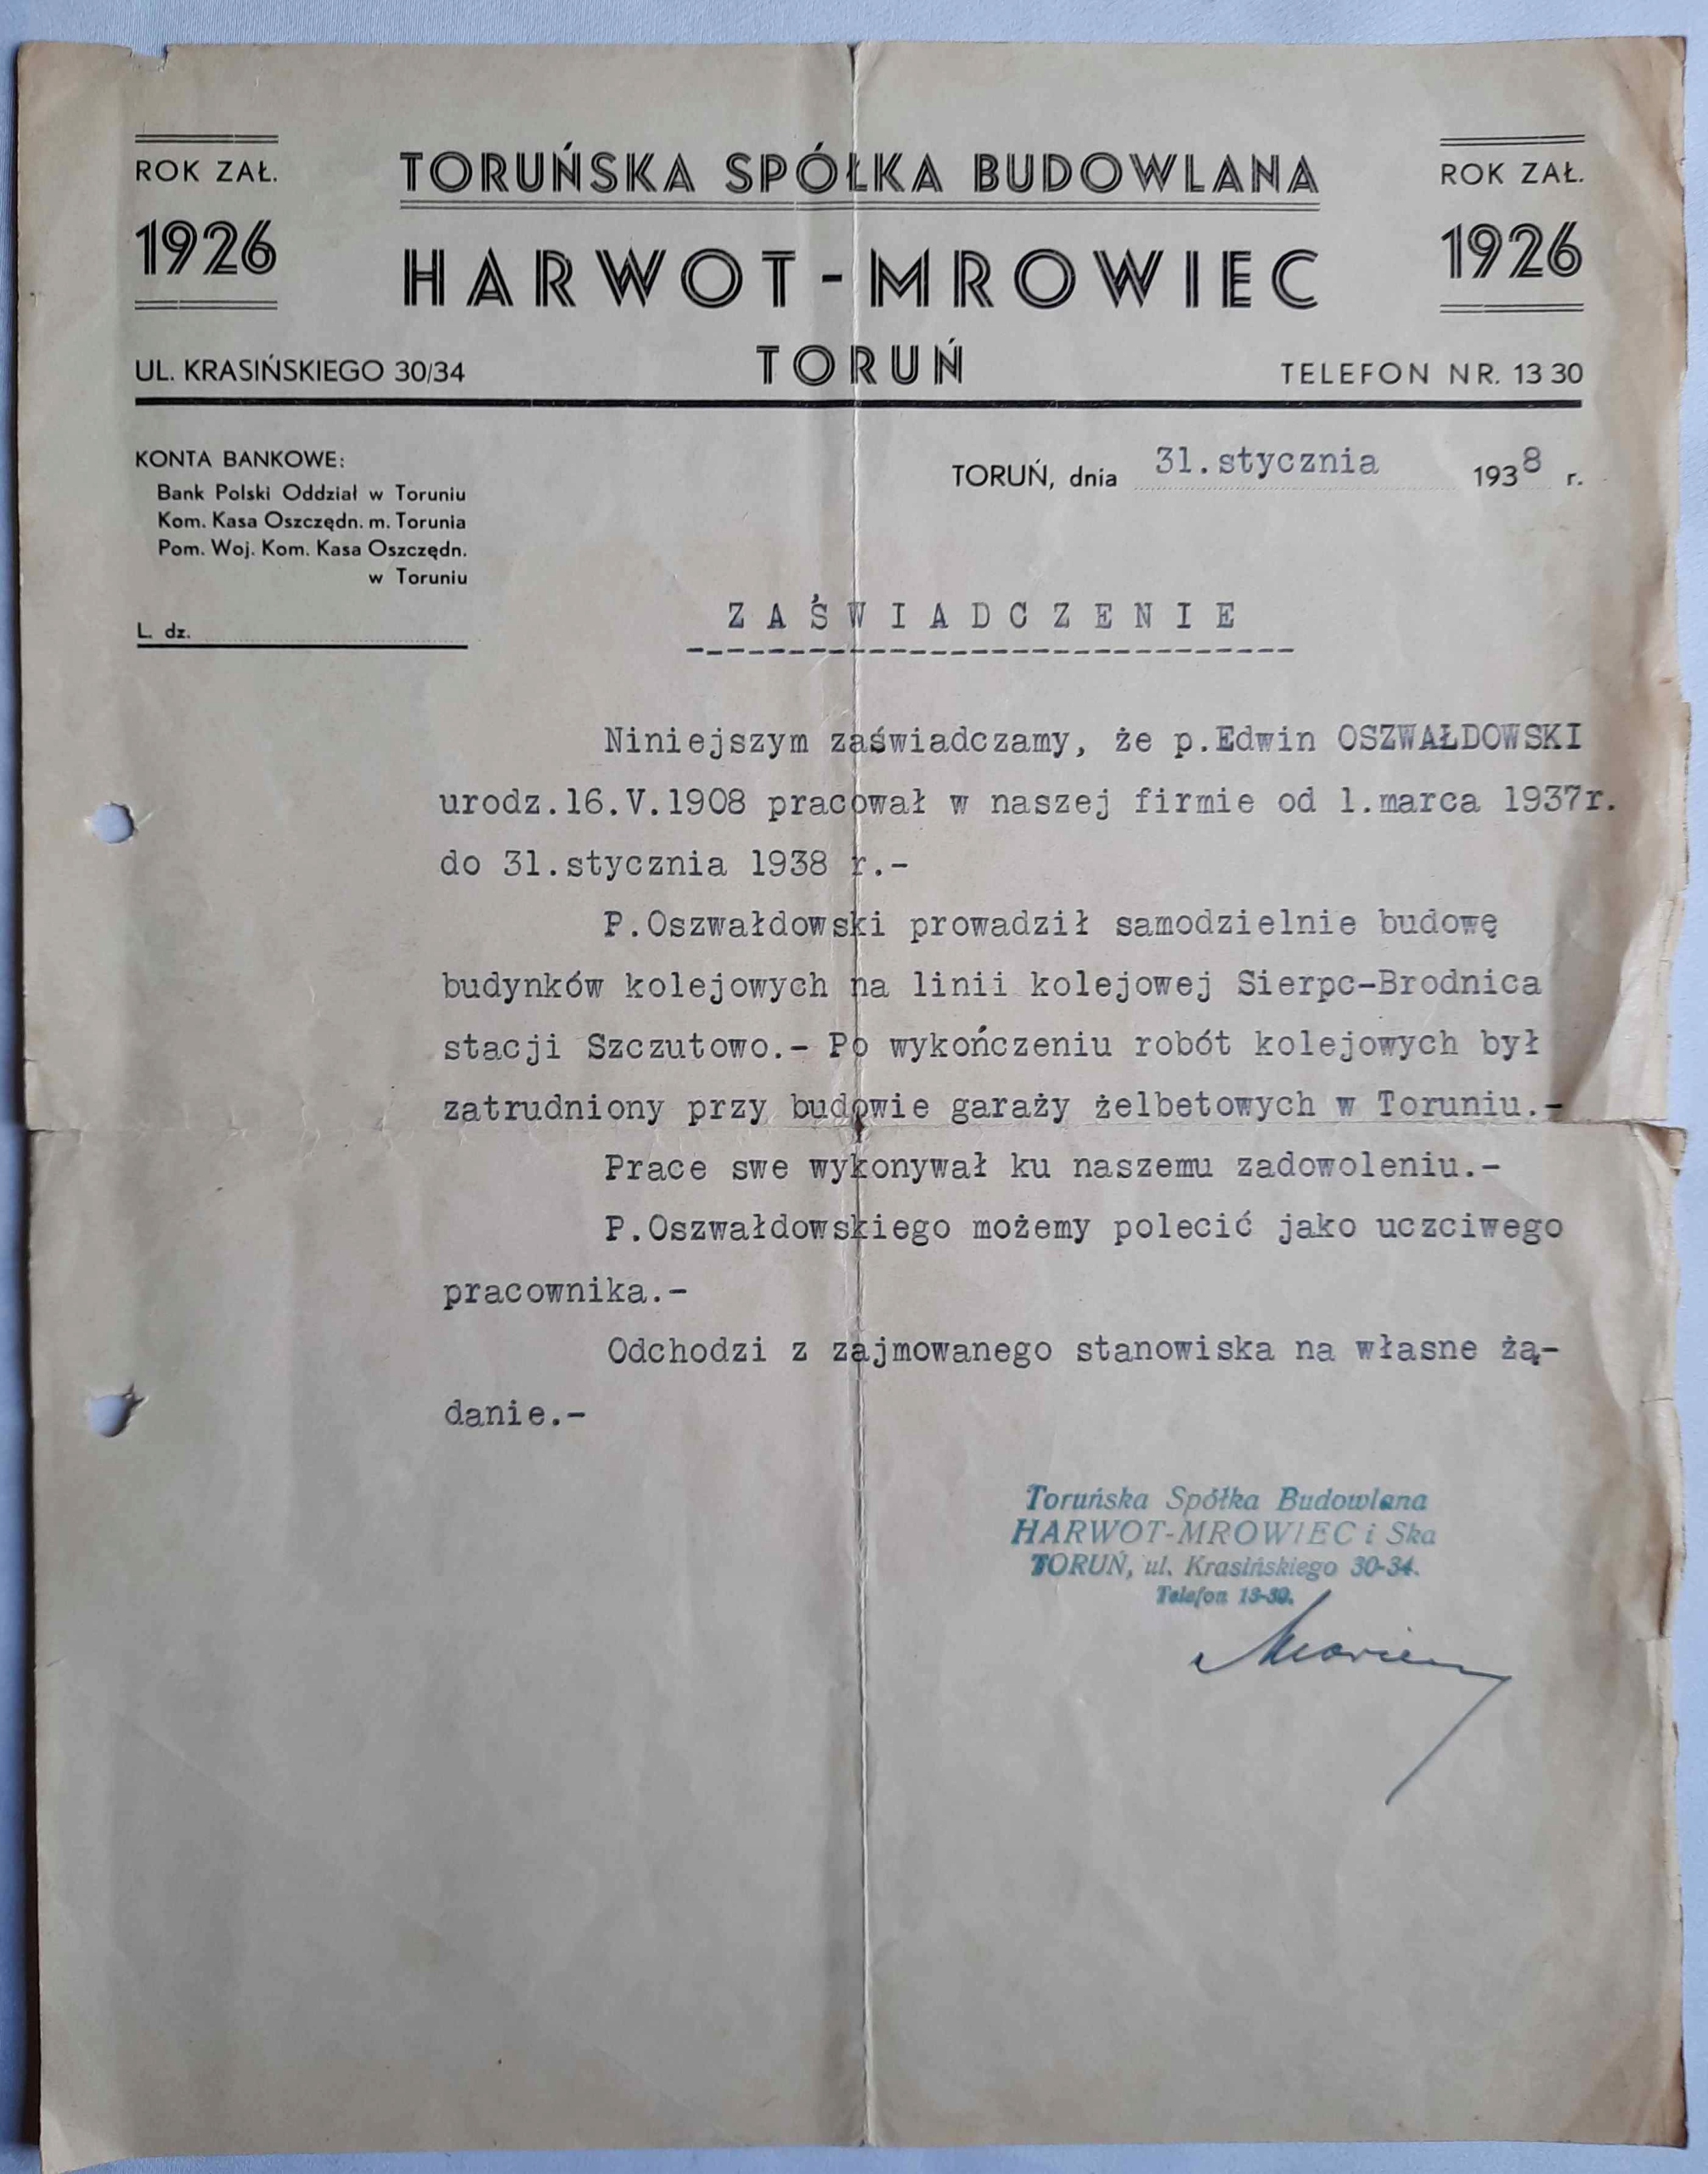 ROK ZAŁ.
1926
TORUŃSKA SPÓŁKA BUDOWLANA
HARWOT-MROWIEC
TORUŃ
ROK ZAŁ.
1926
UL. KRASIŃSKIEGO 30/34
TELEFON NR. 13 30
KONTA BANKOWE:
Bank Polski Oddział w Toruniu
Kom. Kasa Oszczędn. m. Torunia
Pom. Woj. Kom. Kasa Oszczędn.
w Toruniu
L. dz.
TORUŃ, dnia 31.stycznia 1938 r.
ZAŚWIADCZENIE
Niniejszym zaświadczamy, że p.Edwin OSZWAŁDOWSKI
urodz.16.V.1908 pracował w naszej firmie od 1.marca 1937r.
do 31.stycznia 1938 r.-
P.Oszwałdowski prowadził samodzielnie budowę
budynków kolejowych na linii kolejowej Sierpc-Brodnica
stacji Szczutowo.- Po wykończeniu robót kolejowych był
zatrudniony przy budowie garaży żelbetowych w Toruniu.-
Prace swe wykonywał ku naszemu zadowoleniu.-
P.Oszwałdowskiego możemy polecić jako uczciwego
pracownika.-
Odchodzi z zajmowanego stanowiska na własne żą-
danie.-
Toruńska Spółka Budowlana
HARWOT-MROWIEC i Ska
TORUŃ, ul. Krasińskiego 30-34.
Telefon 13-30.